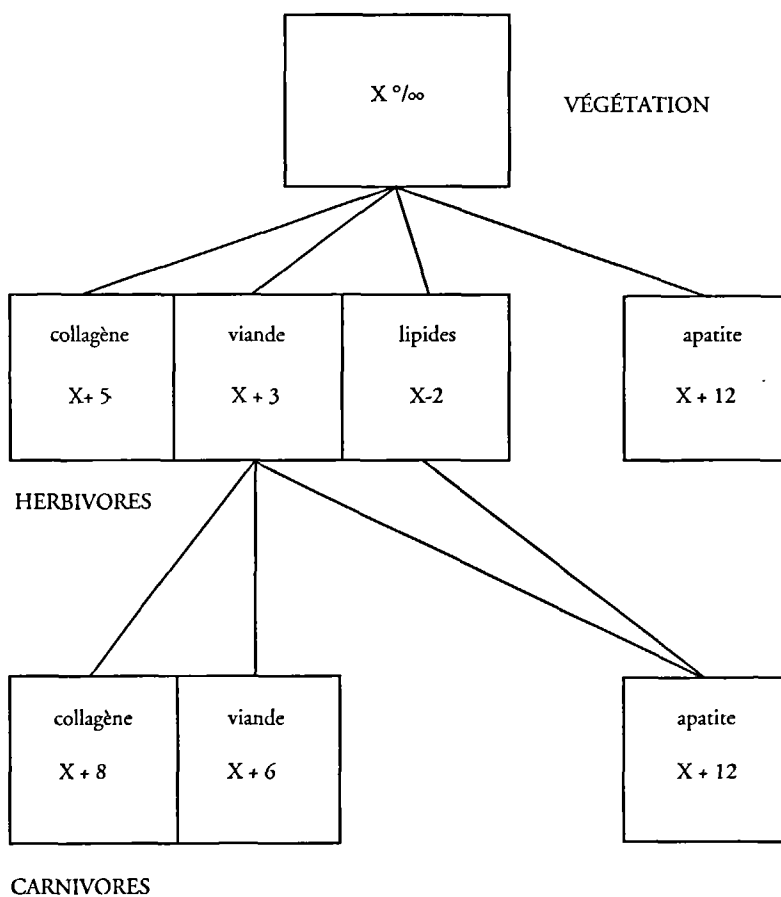 X °/∞
VÉGÉTATION
collagène
viande
lipides
apatite
X+ 5
X + 3
X-2
X + 12
HERBIVORES
collagène
viande
apatite
X + 8
X + 6
X + 12
CARNIVORES